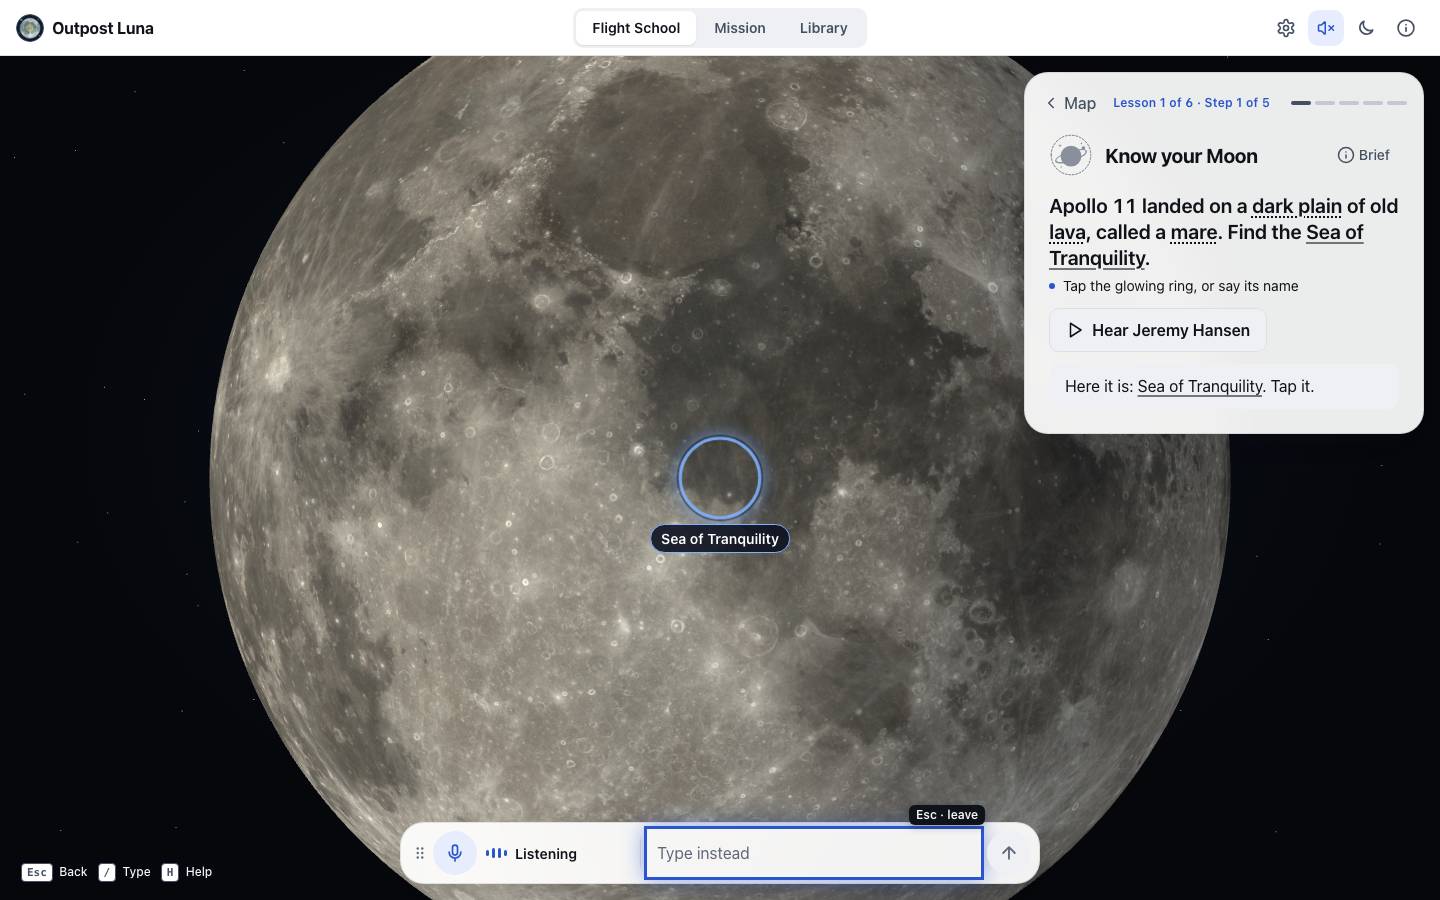 Outpost Luna
Flight School
Mission
Library
Map
Lesson 1 of 6 · Step 1 of 5
Know your Moon
Brief
Apollo 11 landed on a dark plain of old
lava, called a mare. Find the Sea of
Tranquility.
Tap the glowing ring, or say its name
Hear Jeremy Hansen
Here it is: Sea of Tranquility. Tap it.
Sea of Tranquility
Esc · leave
Listening
Type instead
Esc Back / Type H Help